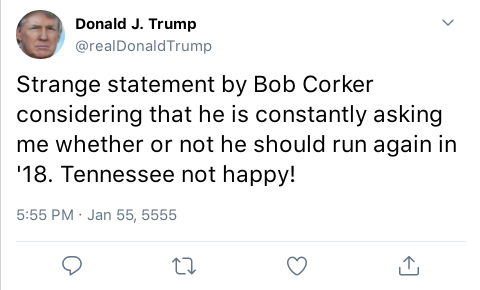 Donald J. Trump
@realDonaldTrump
Strange statement by Bob Corker
considering that he is constantly asking
me whether or not he should run again in
'18. Tennessee not happy!
5:55 PM · Jan 55, 5555